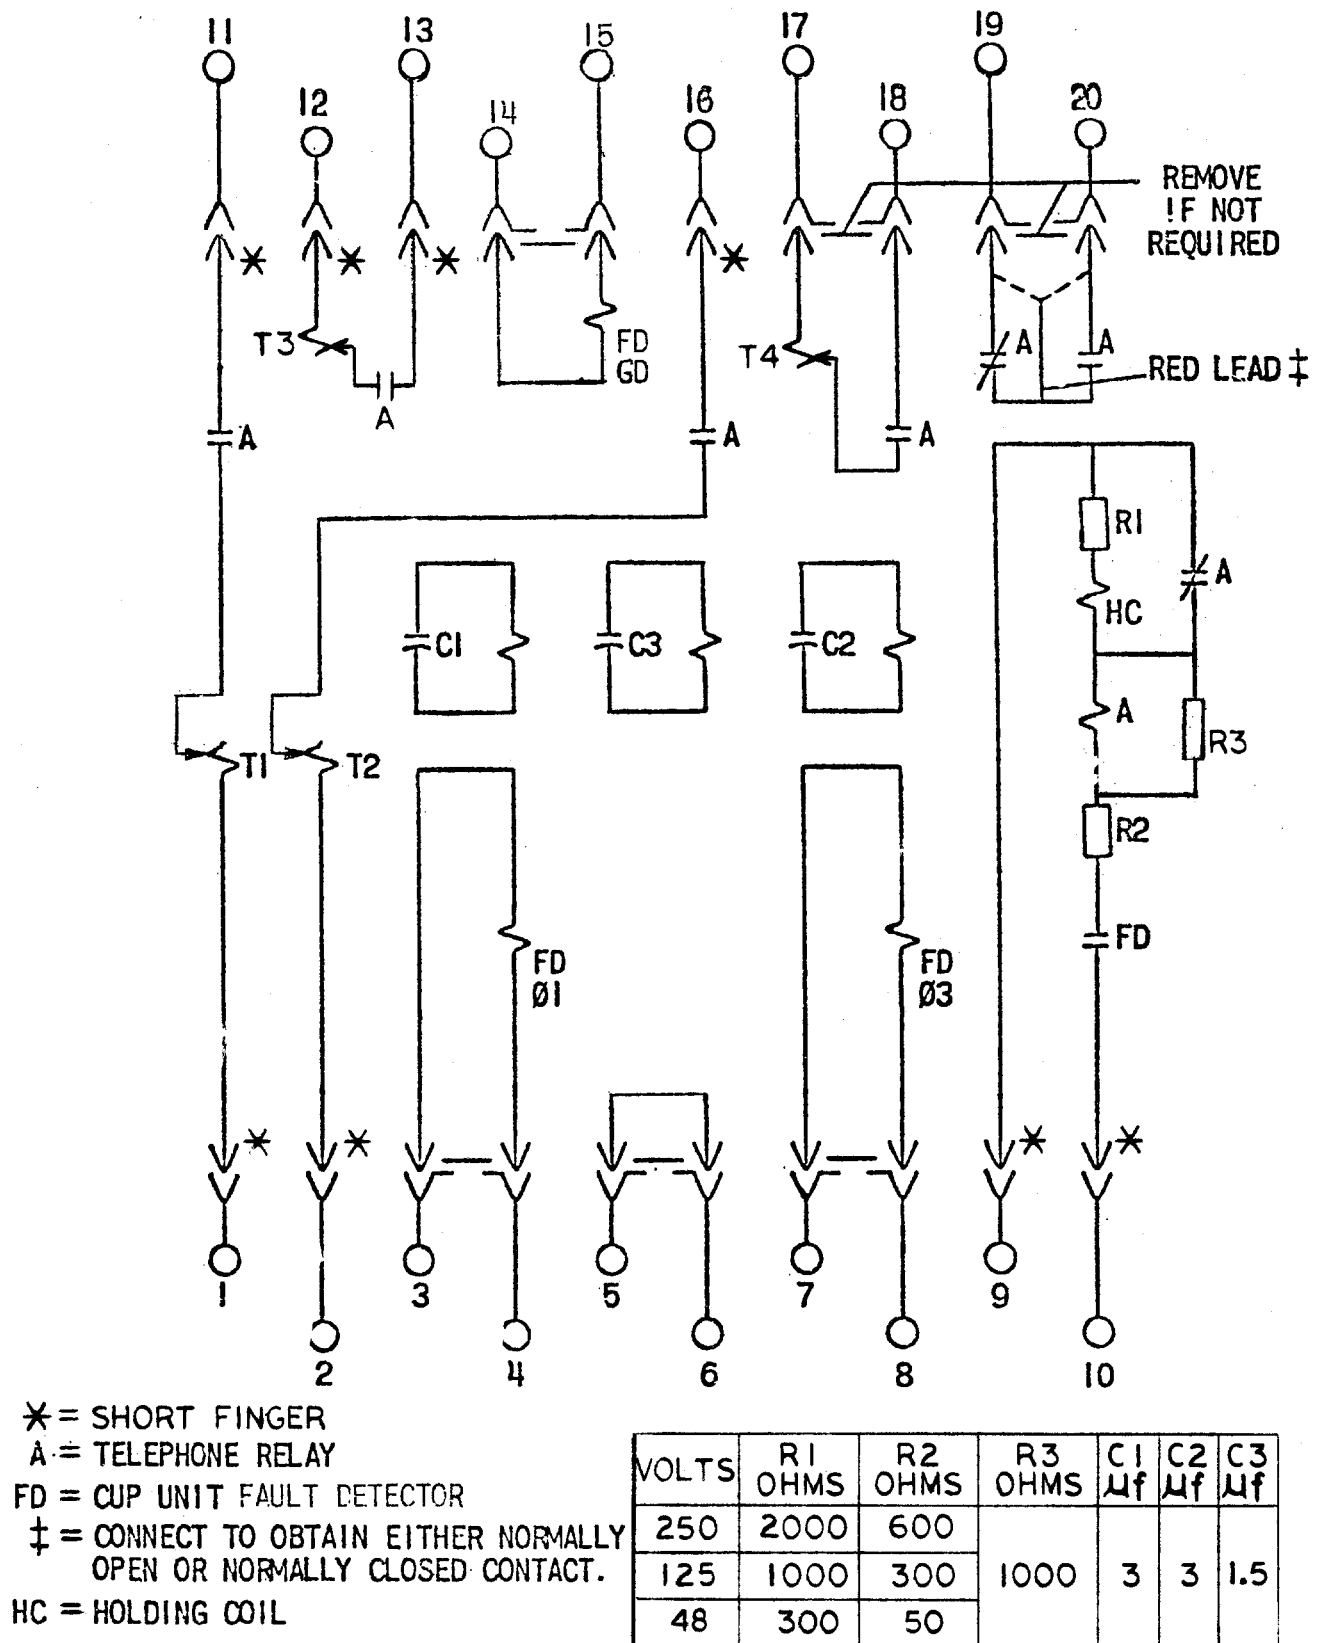 11 13 15 17 19
12 14 16 18 20
REMOVE
IF NOT
REQUIRED
* * * *
T3 FD
GD
T4 A A
RED LEAD ‡
A
A A A
R1
A
HC
C1 C3 C2
A
T1 T2 R3
R2
FD
Ø1
FD
Ø3
FD
* * * *
1 3 5 7 9
2 4 6 8 10
* = SHORT FINGER
A = TELEPHONE RELAY
FD = CUP UNIT FAULT DETECTOR
‡ = CONNECT TO OBTAIN EITHER NORMALLY
OPEN OR NORMALLY CLOSED CONTACT.
HC = HOLDING COIL
VOLTS R1 OHMS R2 OHMS R3 OHMS C1 µf C2 µf C3 µf
250 2000 600
125 1000 300 1000 3 3 1.5
48 300 50